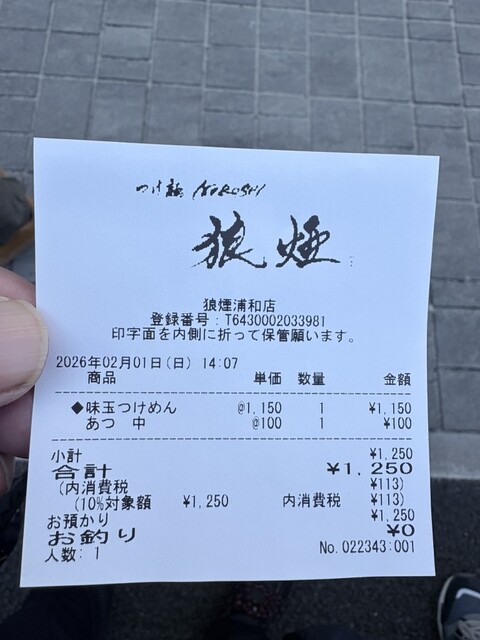 つけ麺 NOROSHI
狼煙
狼煙浦和店
登録番号:T6430002033981
印字面を内側に折って保管願います。
2026年02月01日(日) 14:07
商品 単価 数量 金額
◆味玉つけめん @1,150 1 ¥1,150
あつ 中 @100 1 ¥100
小計 ¥1,250
合計 ¥1,250
(内消費税 ¥113)
(10%対象額 ¥1,250 内消費税 ¥113)
お預かり ¥1,250
お釣り ¥0
人数: 1 No.022343:001